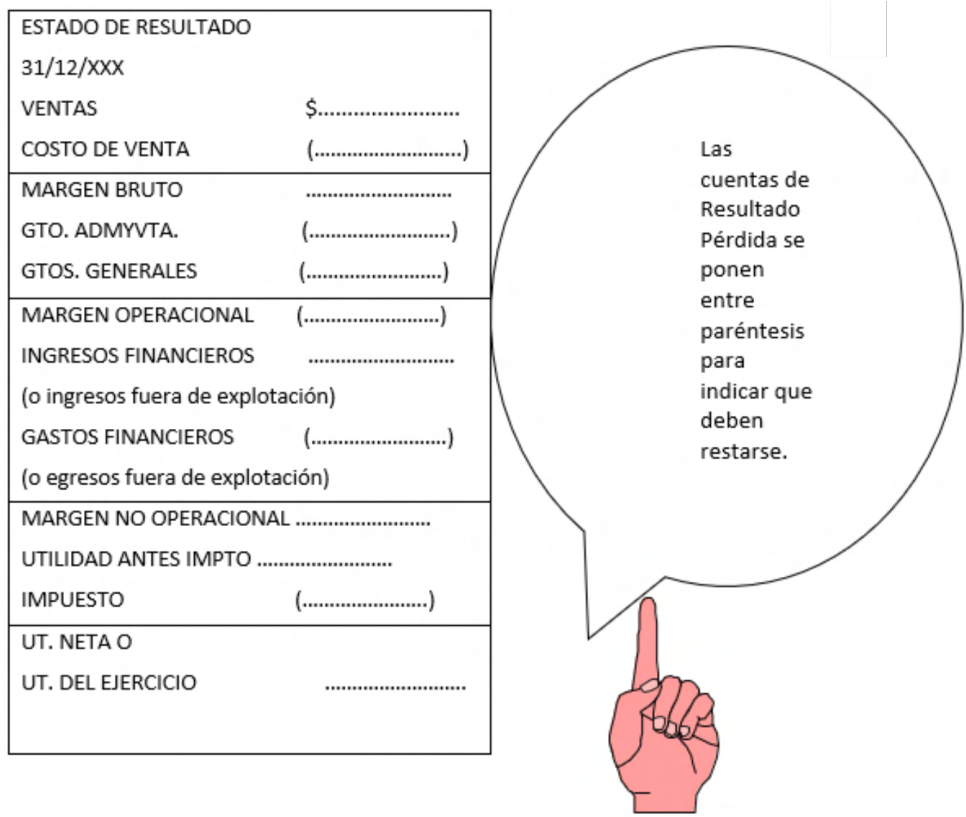 ESTADO DE RESULTADO
31/12/XXX
VENTAS $........................
COSTO DE VENTA (.........................)
MARGEN BRUTO .........................
GTO. ADMYVTA. (........................)
GTOS. GENERALES (.......................)
MARGEN OPERACIONAL (.......................)
INGRESOS FINANCIEROS .........................
(o ingresos fuera de explotación)
GASTOS FINANCIEROS (.......................)
(o egresos fuera de explotación)
MARGEN NO OPERACIONAL .......................
UTILIDAD ANTES IMPTO .......................
IMPUESTO (.....................)
UT. NETA O
UT. DEL EJERCICIO ........................
Las
cuentas de
Resultado
Pérdida se
ponen
entre
paréntesis
para
indicar que
deben
restarse.